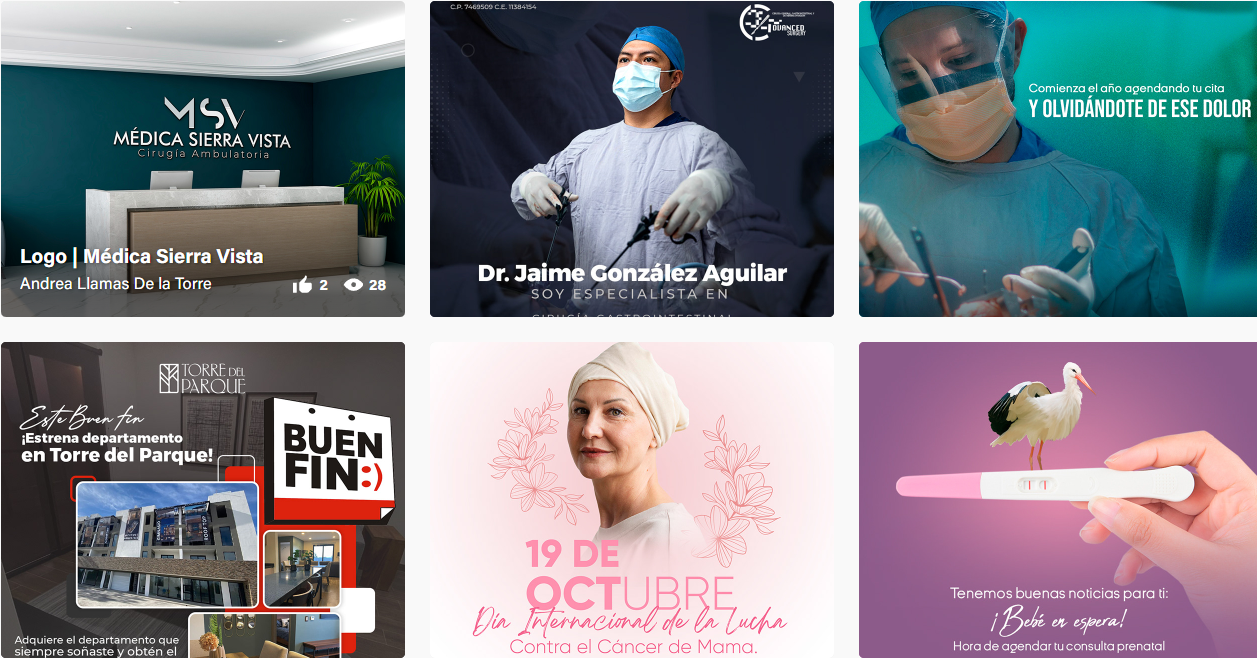 MSV
MÉDICA SIERRA VISTA
Cirugía Ambulatoria
Logo | Médica Sierra Vista
Andrea Llamas De la Torre
2 28
C.P. 7469509 C.E. 11384154
ADVANCED
SURGERY
Dr. Jaime González Aguilar
SOY ESPECIALISTA EN
CIRUGÍA GASTROINTESTINAL
Comienza el año agendando tu cita
Y OLVIDÁNDOTE DE ESE DOLOR
TORRE DEL
PARQUE
Este Buen Fin
¡Estrena departamento
en Torre del Parque!
BUEN
FIN:)
Adquiere el departamento que
siempre soñaste y obtén el
19 DE
OCTUBRE
Día Internacional de la Lucha
Contra el Cáncer de Mama.
Tenemos buenas noticias para ti:
¡Bebé en espera!
Hora de agendar tu consulta prenatal